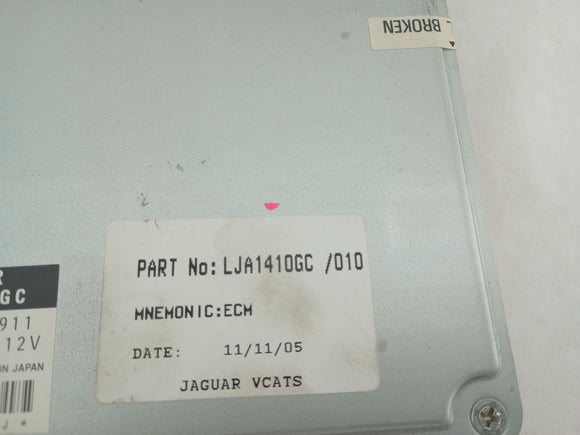 BROKEN
PART No: LJA1410GC /010
MNEMONIC:ECM
DATE: 11/11/05
JAGUAR VCATS
R
GC
911
12V
IN JAPAN
J *